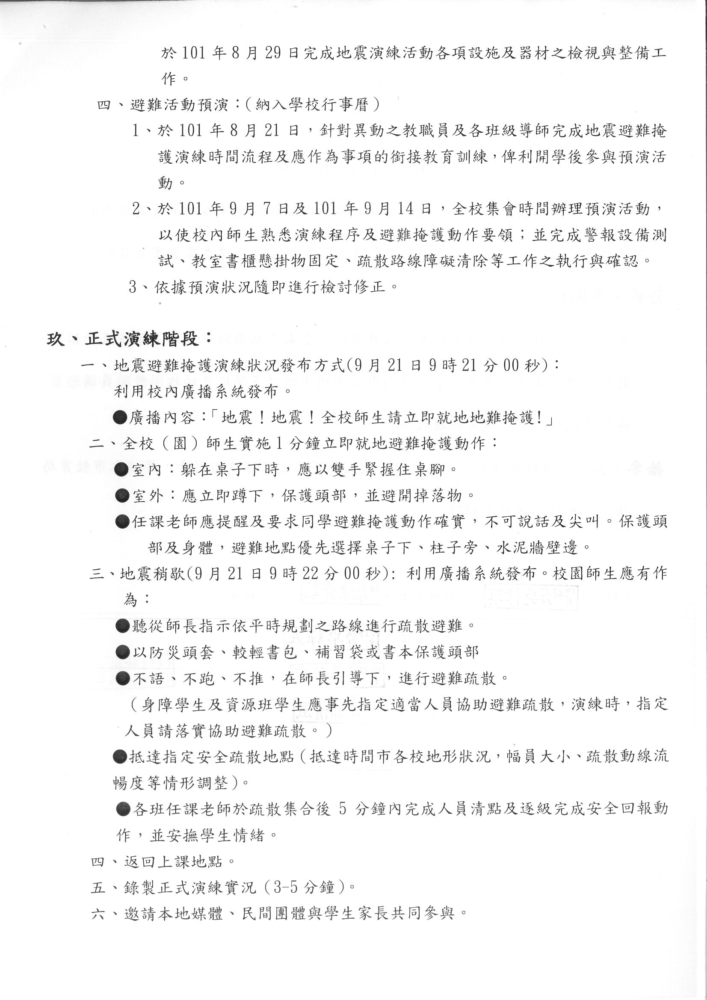 於 101 年 8 月 29 日完成地震演練活動各項設施及器材之檢視與整備工
作。
四、避難活動預演：（納入學校行事曆）
1、於 101 年 8 月 21 日，針對異動之教職員及各班級導師完成地震避難掩
護演練時間流程及應作為事項的銜接教育訓練，俾利開學後參與預演活
動。
2、於 101 年 9 月 7 日及 101 年 9 月 14 日，全校集會時間辦理預演活動，
以使校內師生熟悉演練程序及避難掩護動作要領；並完成警報設備測
試、教室書櫃懸掛物固定、疏散路線障礙清除等工作之執行與確認。
3、依據預演狀況隨即進行檢討修正。
玖、正式演練階段：
一、地震避難掩護演練狀況發布方式(9 月 21 日 9 時 21 分 00 秒)：
利用校內廣播系統發布。
●廣播內容：「地震！地震！全校師生請立即就地地難掩護!」
二、全校（園）師生實施 1 分鐘立即就地避難掩護動作：
●室內：躲在桌子下時，應以雙手緊握住桌腳。
●室外：應立即蹲下，保護頭部，並避開掉落物。
●任課老師應提醒及要求同學避難掩護動作確實，不可說話及尖叫。保護頭
部及身體，避難地點優先選擇桌子下、柱子旁、水泥牆壁邊。
三、地震稍歇(9 月 21 日 9 時 22 分 00 秒): 利用廣播系統發布。校園師生應有作
為：
●聽從師長指示依平時規劃之路線進行疏散避難。
●以防災頭套、較輕書包、補習袋或書本保護頭部
●不語、不跑、不推，在師長引導下，進行避難疏散。
（身障學生及資源班學生應事先指定適當人員協助避難疏散，演練時，指定
人員請落實協助避難疏散。）
●抵達指定安全疏散地點（抵達時間市各校地形狀況，幅員大小、疏散動線流
暢度等情形調整）。
●各班任課老師於疏散集合後 5 分鐘內完成人員清點及逐級完成安全回報動
作，並安撫學生情緒。
四、返回上課地點。
五、錄製正式演練實況（3-5 分鐘）。
六、邀請本地媒體、民間團體與學生家長共同參與。